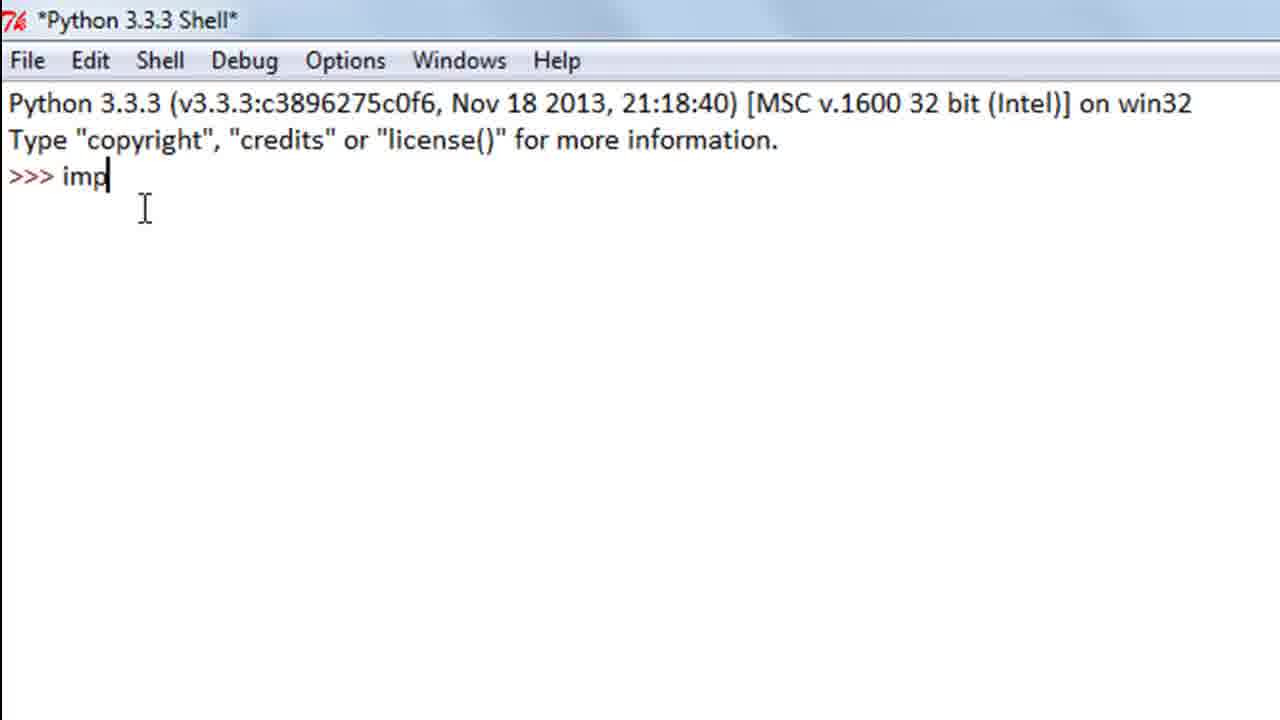 *Python 3.3.3 Shell*
File Edit Shell Debug Options Windows Help
Python 3.3.3 (v3.3.3:c3896275c0f6, Nov 18 2013, 21:18:40) [MSC v.1600 32 bit (Intel)] on win32
Type "copyright", "credits" or "license()" for more information.
>>> imp